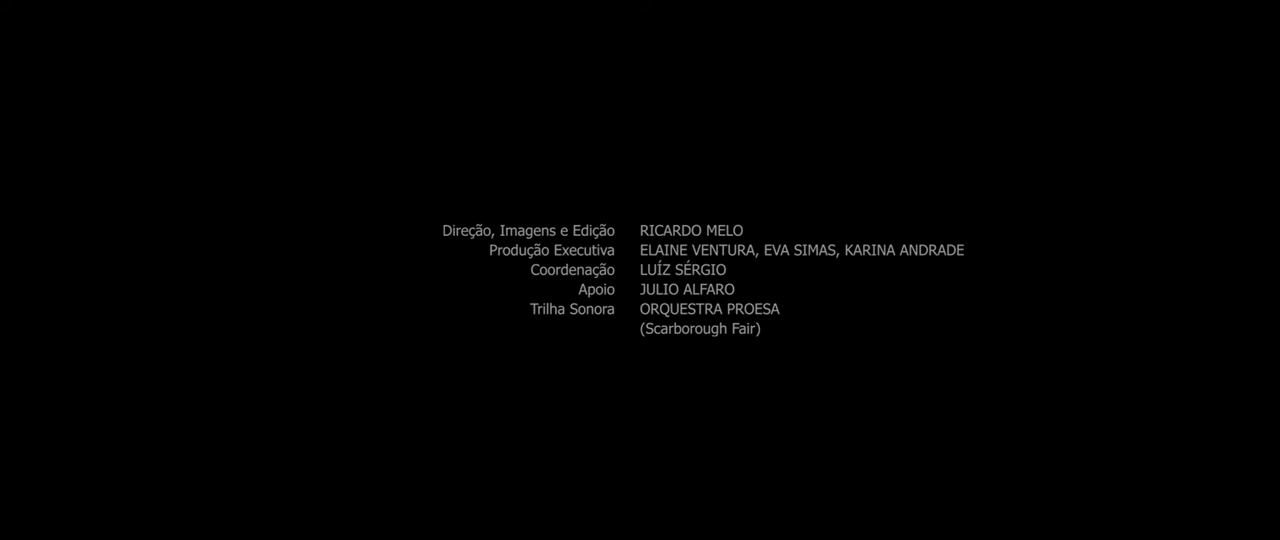 Direção, Imagens e Edição RICARDO MELO
Produção Executiva ELAINE VENTURA, EVA SIMAS, KARINA ANDRADE
Coordenação LUÍZ SÉRGIO
Apoio JULIO ALFARO
Trilha Sonora ORQUESTRA PROESA
(Scarborough Fair)